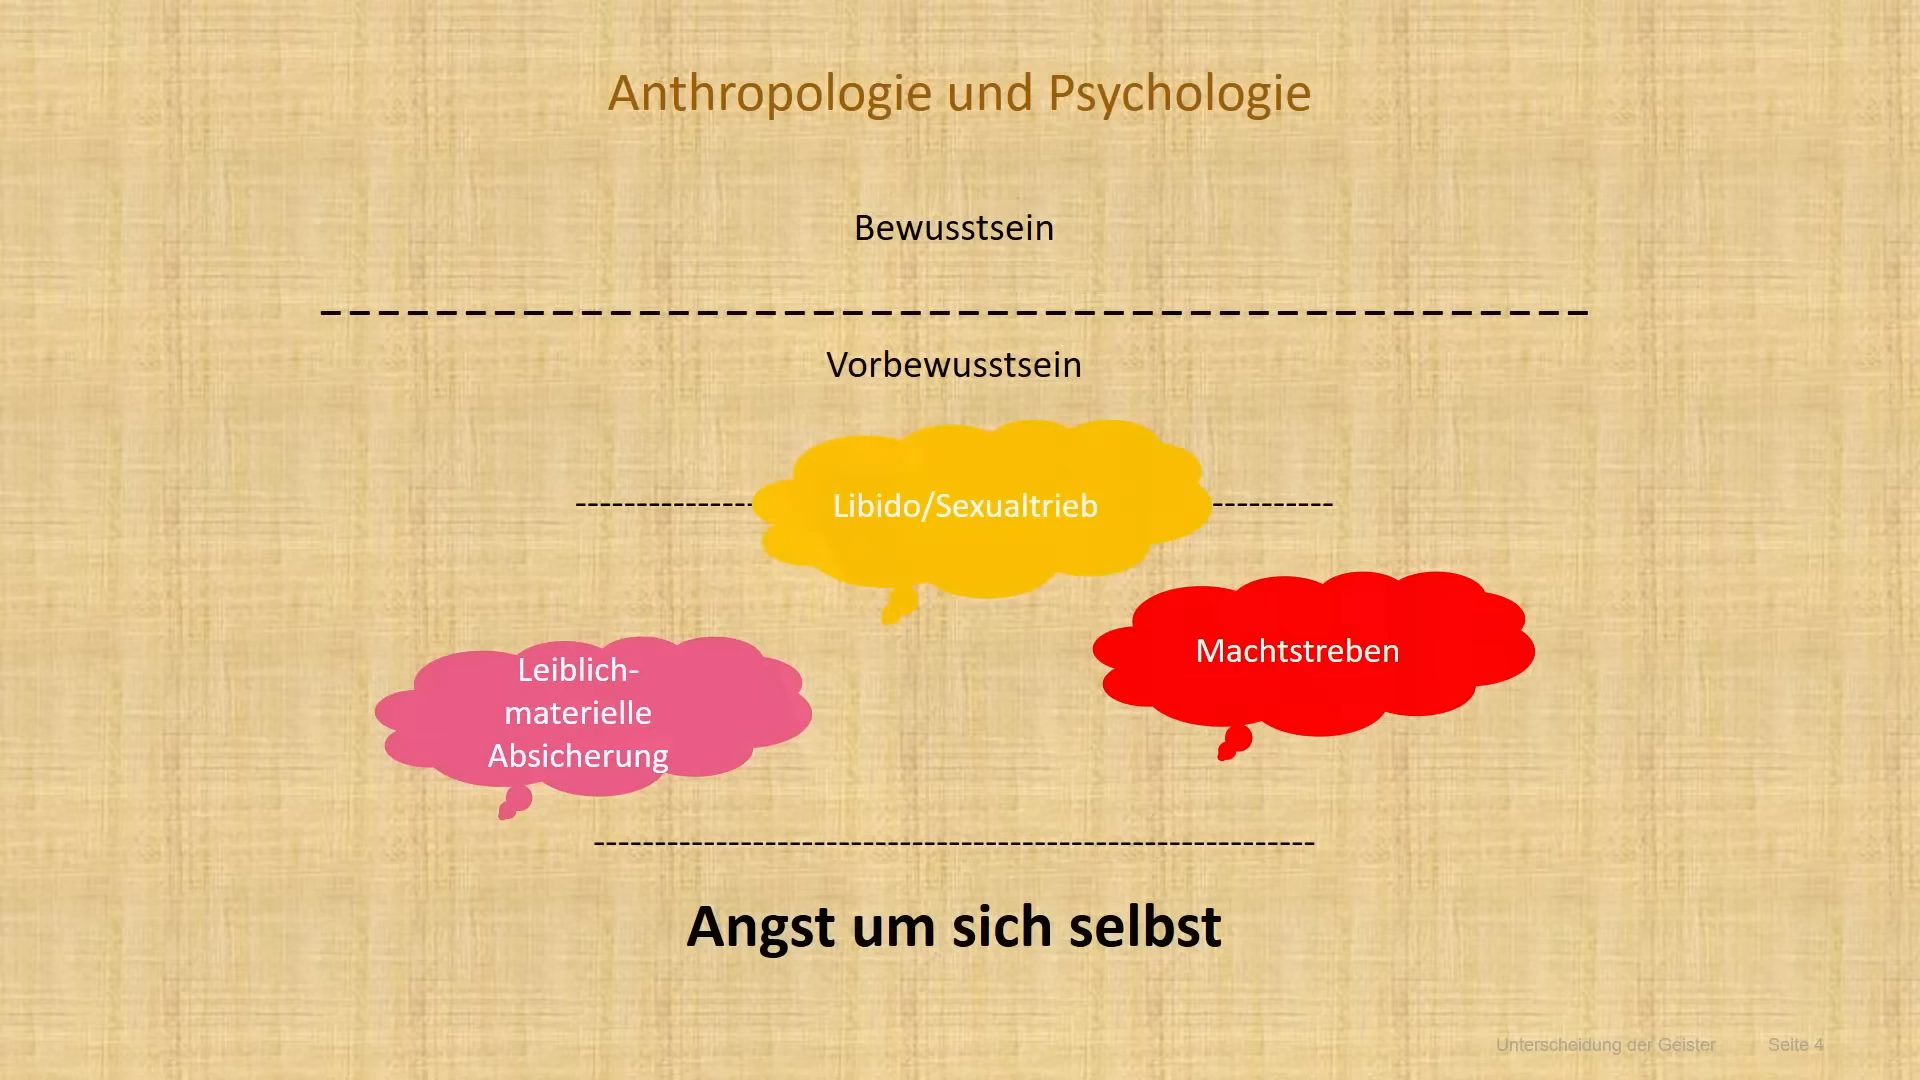 Anthropologie und Psychologie
Bewusstsein
Vorbewusstsein
Libido/Sexualtrieb
Machtstreben
Leiblich-
materielle
Absicherung
Angst um sich selbst
Unterscheidung der Geister Seite 4